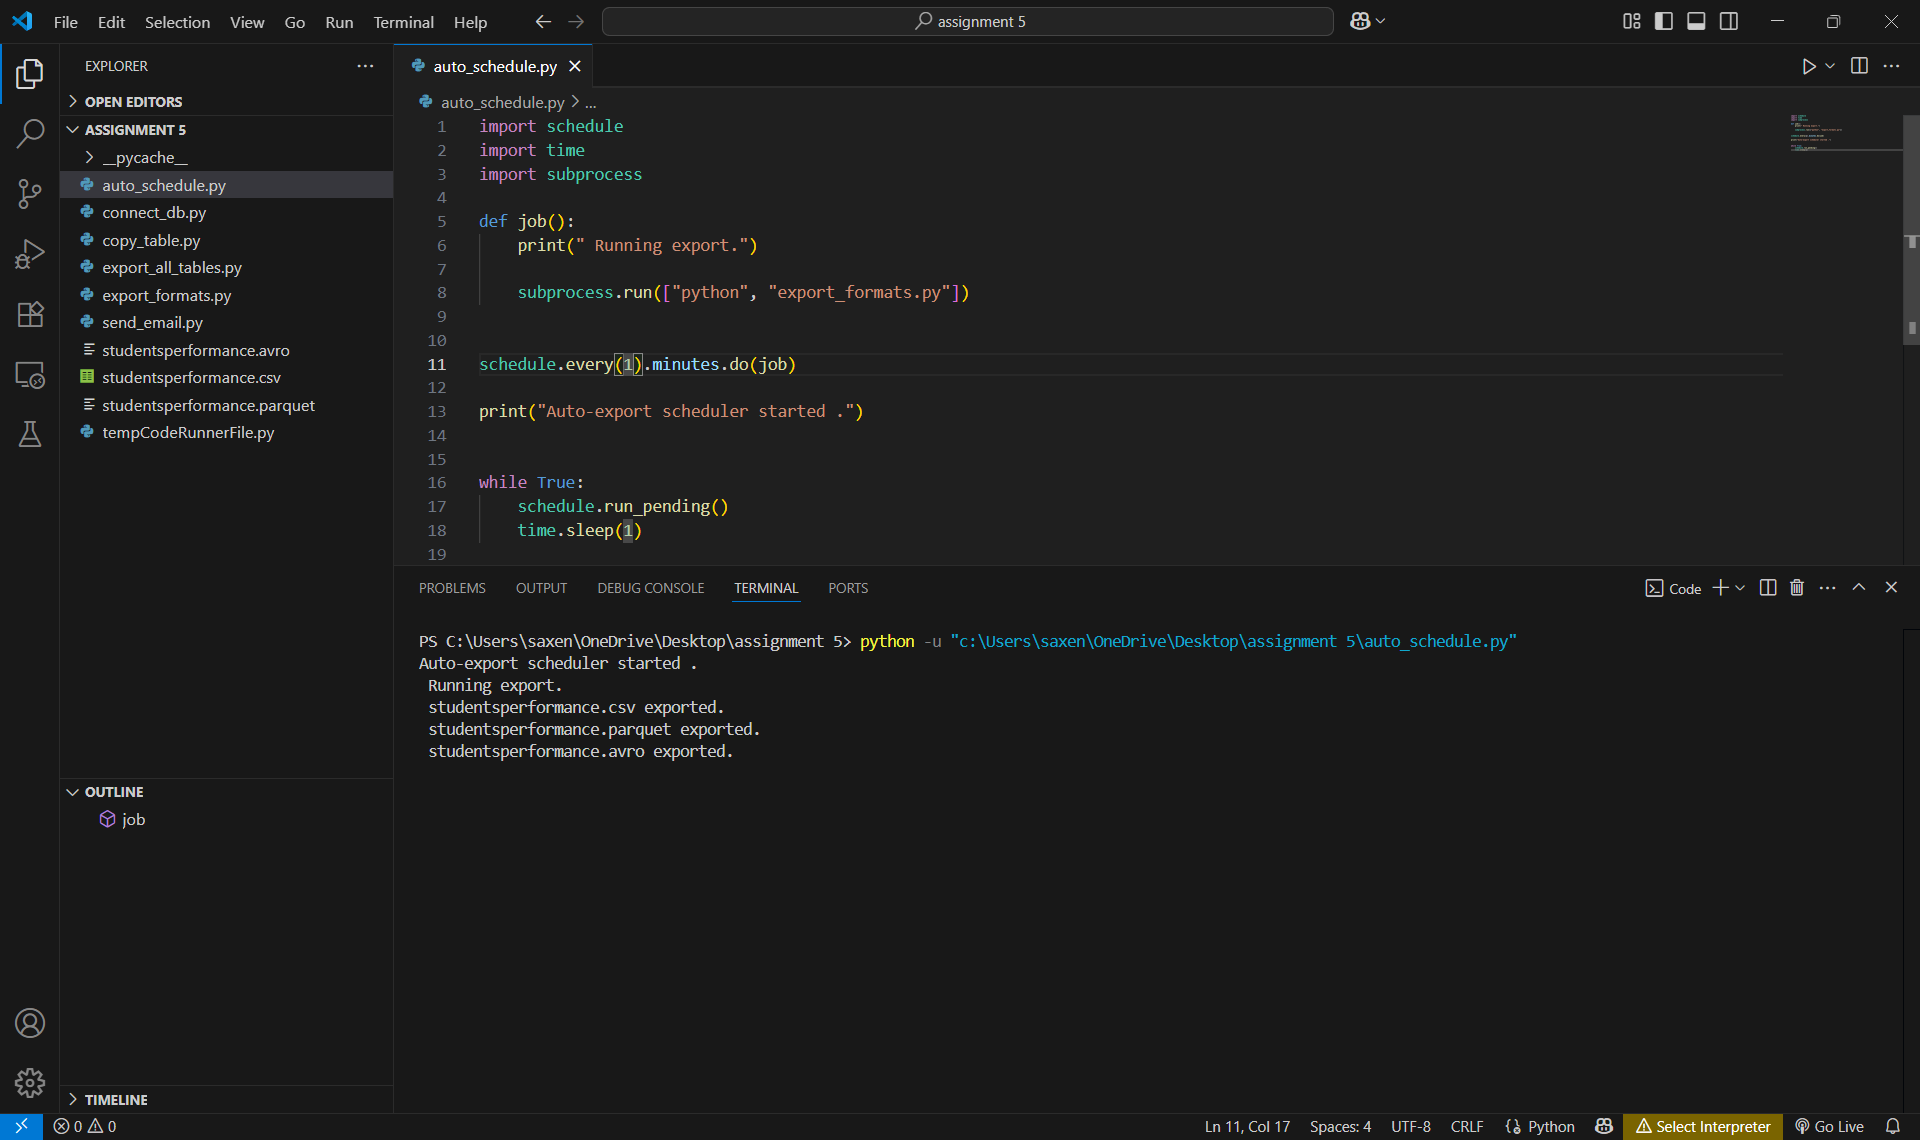 File Edit Selection View Go Run Terminal Help
assignment 5
EXPLORER
OPEN EDITORS
ASSIGNMENT 5
__pycache__
auto_schedule.py
connect_db.py
copy_table.py
export_all_tables.py
export_formats.py
send_email.py
studentsperformance.avro
studentsperformance.csv
studentsperformance.parquet
tempCodeRunnerFile.py
OUTLINE
job
TIMELINE
auto_schedule.py
auto_schedule.py > ...
1 import schedule
2 import time
3 import subprocess
4
5 def job():
6     print(" Running export.")
7
8     subprocess.run(["python", "export_formats.py"])
9
10
11 schedule.every(1).minutes.do(job)
12
13 print("Auto-export scheduler started .")
14
15
16 while True:
17     schedule.run_pending()
18     time.sleep(1)
19
PROBLEMS OUTPUT DEBUG CONSOLE TERMINAL PORTS
Code
PS C:\Users\saxen\OneDrive\Desktop\assignment 5> python -u "c:\Users\saxen\OneDrive\Desktop\assignment 5\auto_schedule.py"
Auto-export scheduler started .
 Running export.
 studentsperformance.csv exported.
 studentsperformance.parquet exported.
 studentsperformance.avro exported.
0 0
Ln 11, Col 17 Spaces: 4 UTF-8 CRLF Python Select Interpreter Go Live